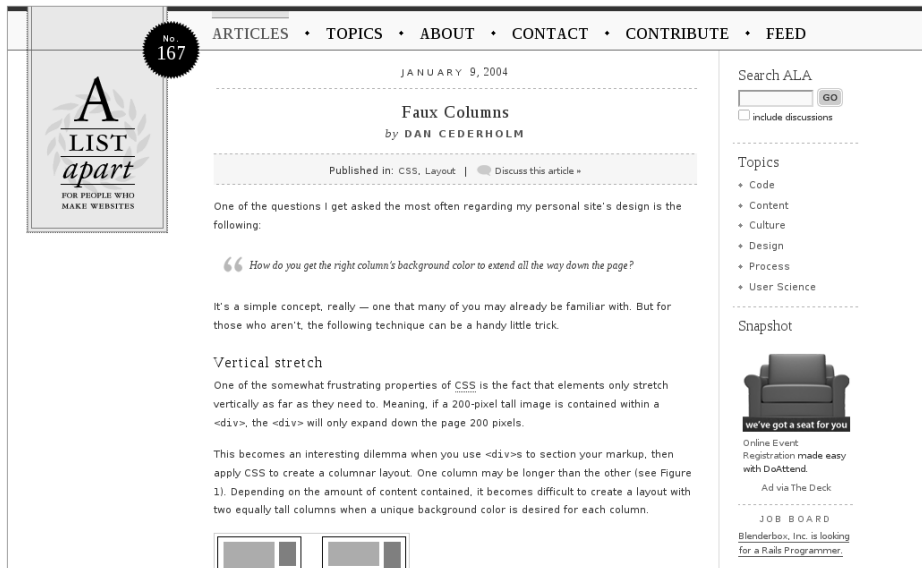 No.
167
A
LIST
apart
FOR PEOPLE WHO
MAKE WEBSITES
ARTICLES • TOPICS • ABOUT • CONTACT • CONTRIBUTE • FEED
JANUARY 9, 2004
Faux Columns
by DAN CEDERHOLM
Published in: CSS, Layout | Discuss this article »
One of the questions I get asked the most often regarding my personal site's design is the
following:
“ How do you get the right column's background color to extend all the way down the page?
It's a simple concept, really — one that many of you may already be familiar with. But for
those who aren't, the following technique can be a handy little trick.
Vertical stretch
One of the somewhat frustrating properties of CSS is the fact that elements only stretch
vertically as far as they need to. Meaning, if a 200-pixel tall image is contained within a
<div>, the <div> will only expand down the page 200 pixels.
This becomes an interesting dilemma when you use <div>s to section your markup, then
apply CSS to create a columnar layout. One column may be longer than the other (see Figure
1). Depending on the amount of content contained, it becomes difficult to create a layout with
two equally tall columns when a unique background color is desired for each column.
Search ALA
GO
include discussions
Topics
Code
Content
Culture
Design
Process
User Science
Snapshot
we've got a seat for you
Online Event
Registration made easy
with DoAttend.
Ad via The Deck
JOB BOARD
Blenderbox, Inc. is looking
for a Rails Programmer.